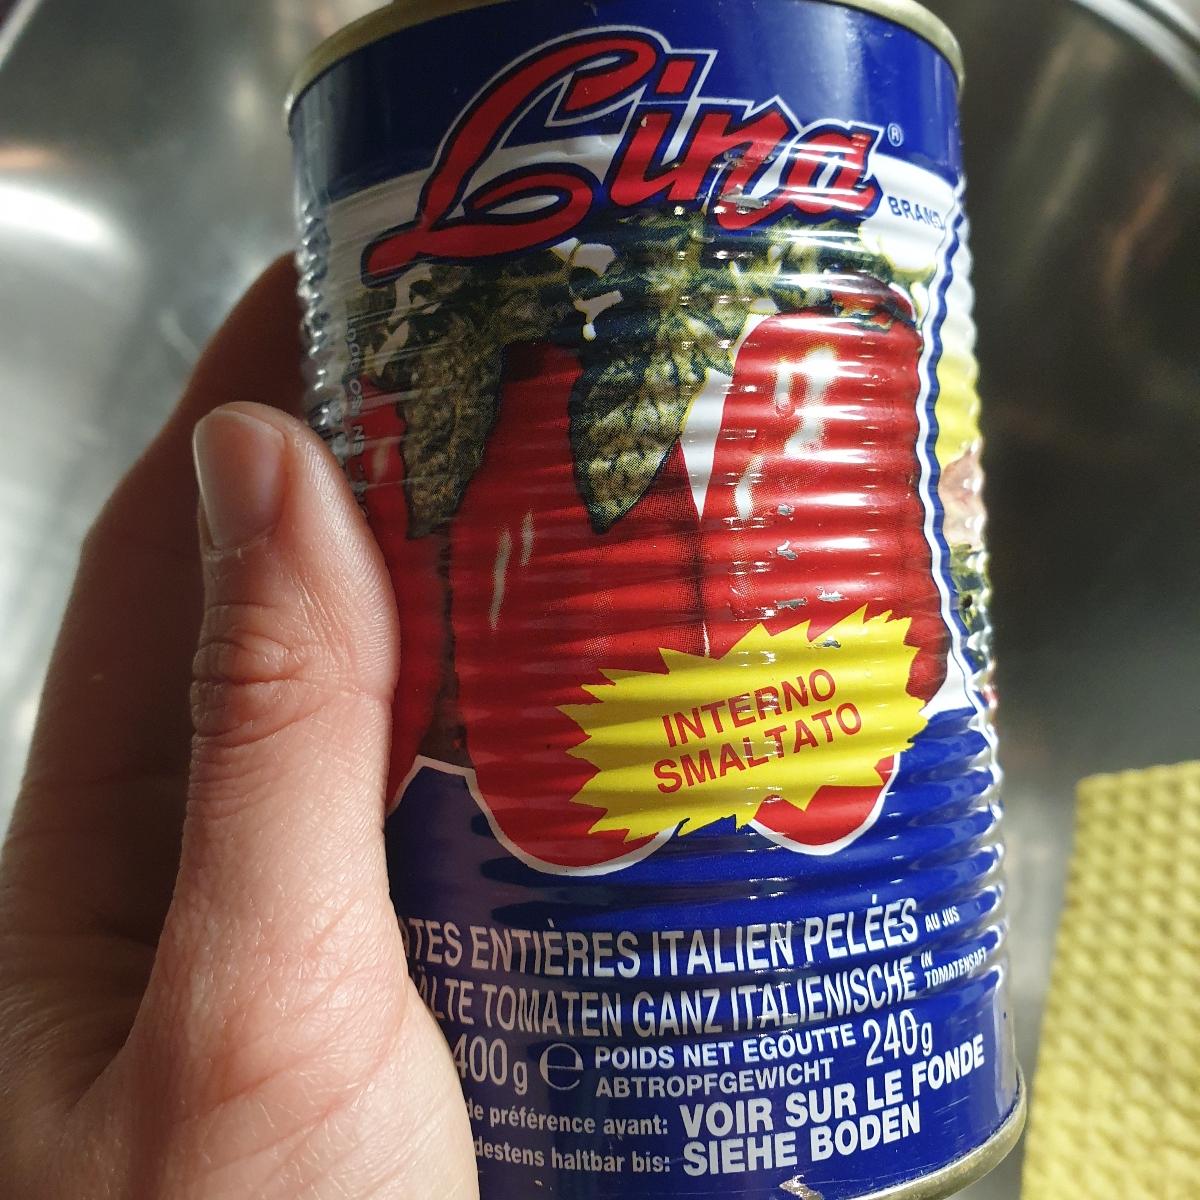 Lina®
BRAND
INTERNO
SMALTATO
TES ENTIÈRES ITALIEN PELÉES AU JUS
ÄLTE TOMATEN GANZ ITALIENISCHE IN TOMATENSAFT
400g e POIDS NET EGOUTTE 240g
ABTROPFGEWICHT
de préférence avant: VOIR SUR LE FONDE
destens haltbar bis: SIEHE BODEN